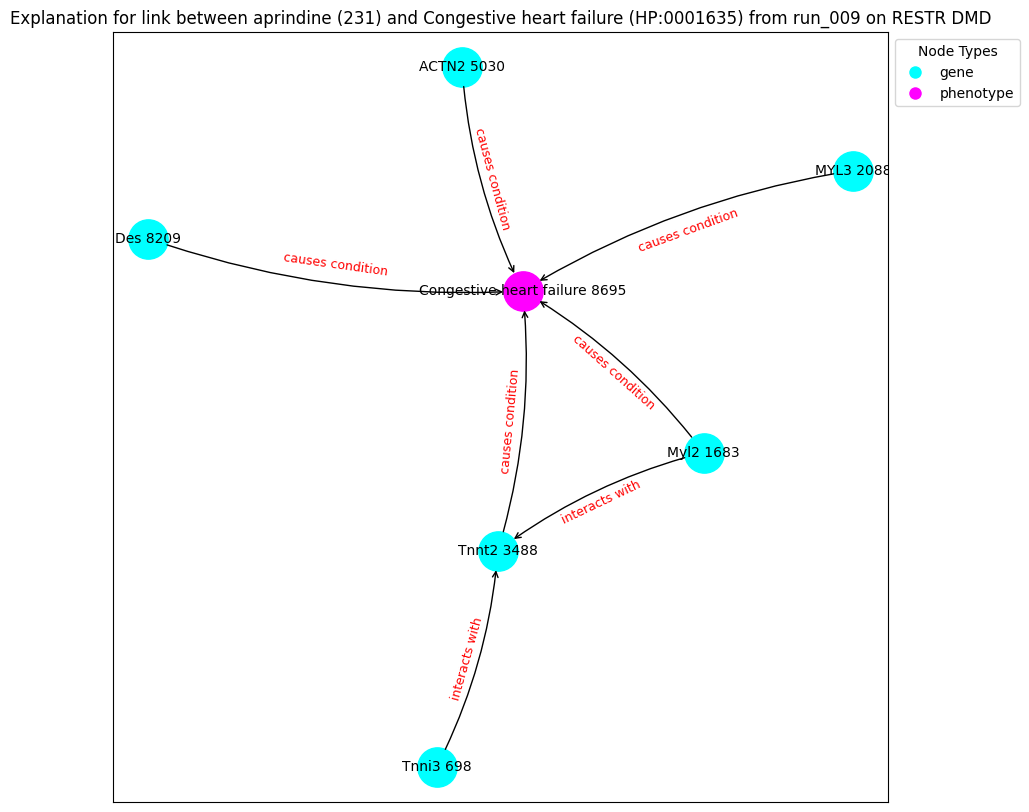 Explanation for link between aprindine (231) and Congestive heart failure (HP:0001635) from run_009 on RESTR DMD
Node Types
gene
phenotype
ACTN2 5030
causes condition
MYL3 2088
causes condition
Des 8209
causes condition
Congestive heart failure 8695
causes condition
causes condition
Myl2 1683
interacts with
Tnnt2 3488
interacts with
Tnni3 698